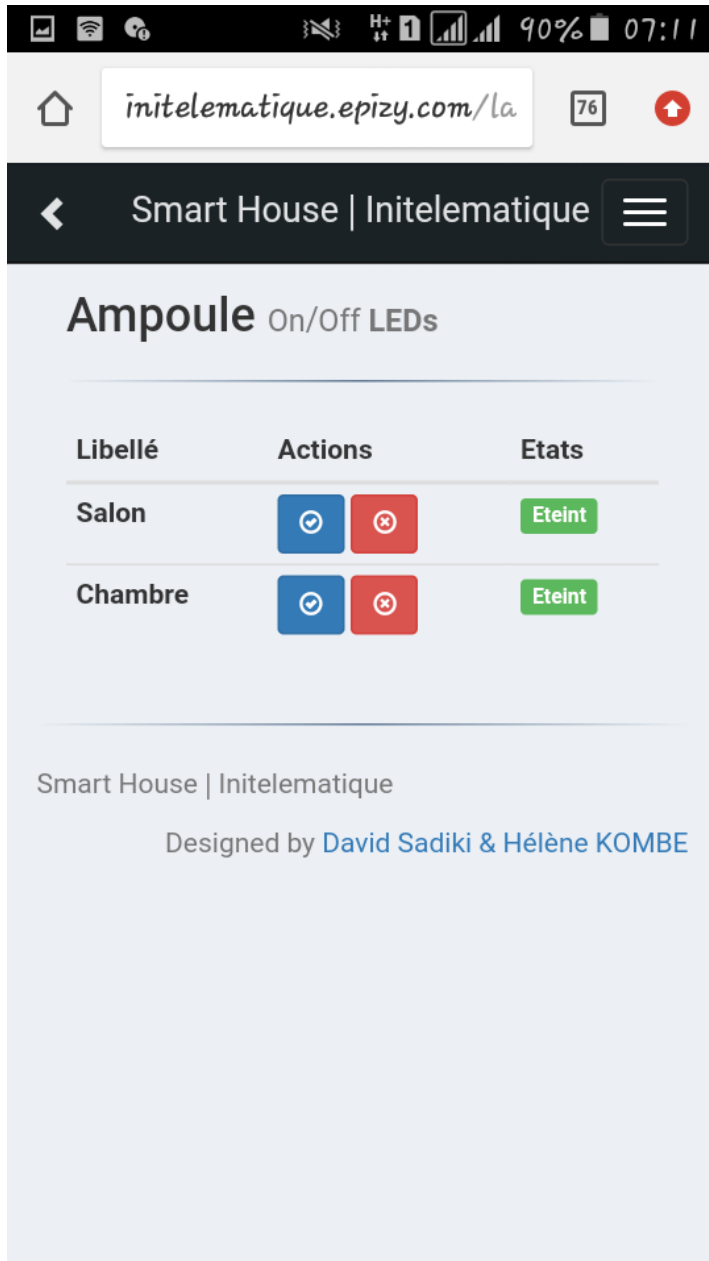 H+ 1 90% 07:11
initelematique.epizy.com/la 76
Smart House | Initelematique
Ampoule On/Off LEDs
Libellé Actions Etats
Salon Eteint
Chambre Eteint
Smart House | Initelematique
Designed by David Sadiki & Hélène KOMBE